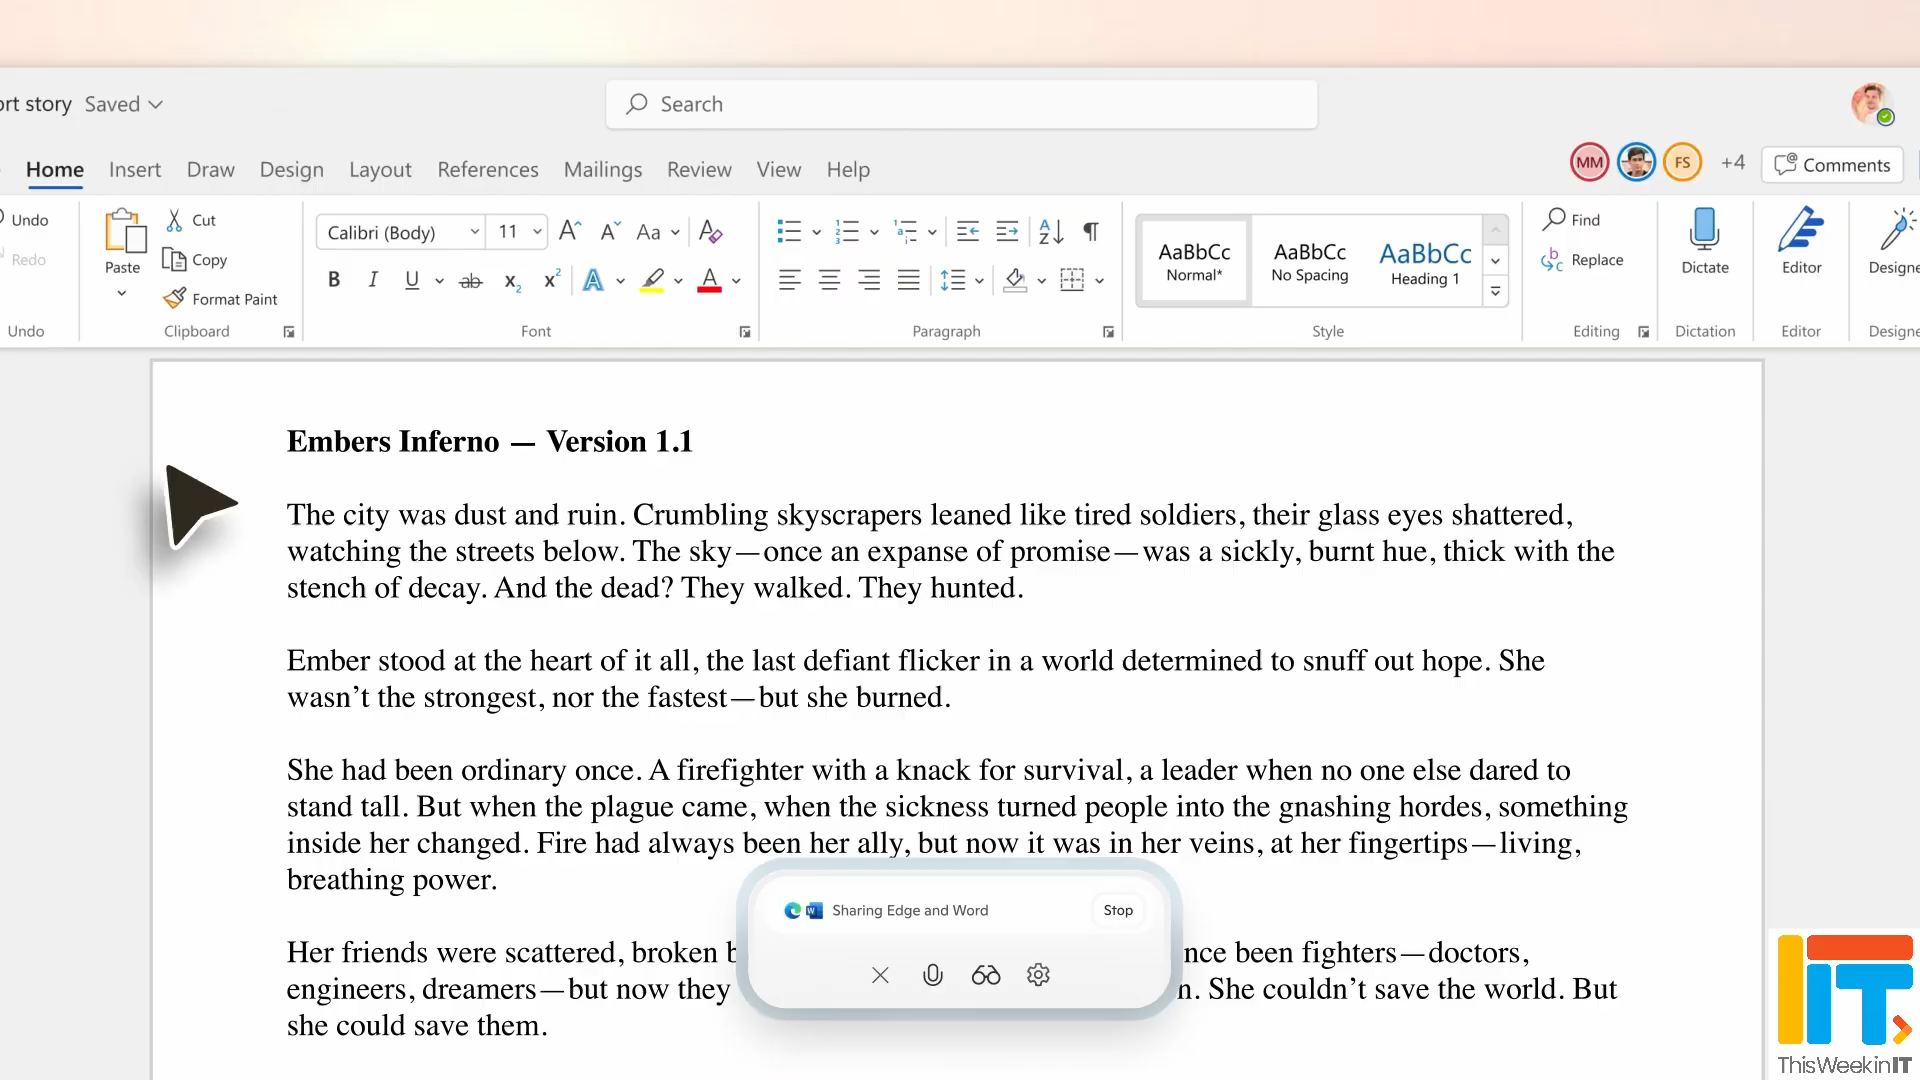 ort story Saved
Search
Home Insert Draw Design Layout References Mailings Review View Help
MM FS +4 Comments
Undo
Redo
Undo
Paste
Cut
Copy
Format Paint
Clipboard
Calibri (Body) 11 Aa
B I U ab x2 x2 A A
Font
Paragraph
AaBbCc
Normal*
AaBbCc
No Spacing
AaBbCc
Heading 1
Style
Find
Replace
Editing
Dictate
Dictation
Editor
Editor
Designe
Designe
Embers Inferno — Version 1.1
The city was dust and ruin. Crumbling skyscrapers leaned like tired soldiers, their glass eyes shattered,
watching the streets below. The sky—once an expanse of promise—was a sickly, burnt hue, thick with the
stench of decay. And the dead? They walked. They hunted.
Ember stood at the heart of it all, the last defiant flicker in a world determined to snuff out hope. She
wasn’t the strongest, nor the fastest—but she burned.
She had been ordinary once. A firefighter with a knack for survival, a leader when no one else dared to
stand tall. But when the plague came, when the sickness turned people into the gnashing hordes, something
inside her changed. Fire had always been her ally, but now it was in her veins, at her fingertips—living,
breathing power.
Sharing Edge and Word Stop
Her friends were scattered, broken b nce been fighters—doctors,
engineers, dreamers—but now they n. She couldn’t save the world. But
she could save them.
IT
ThisWeekinIT